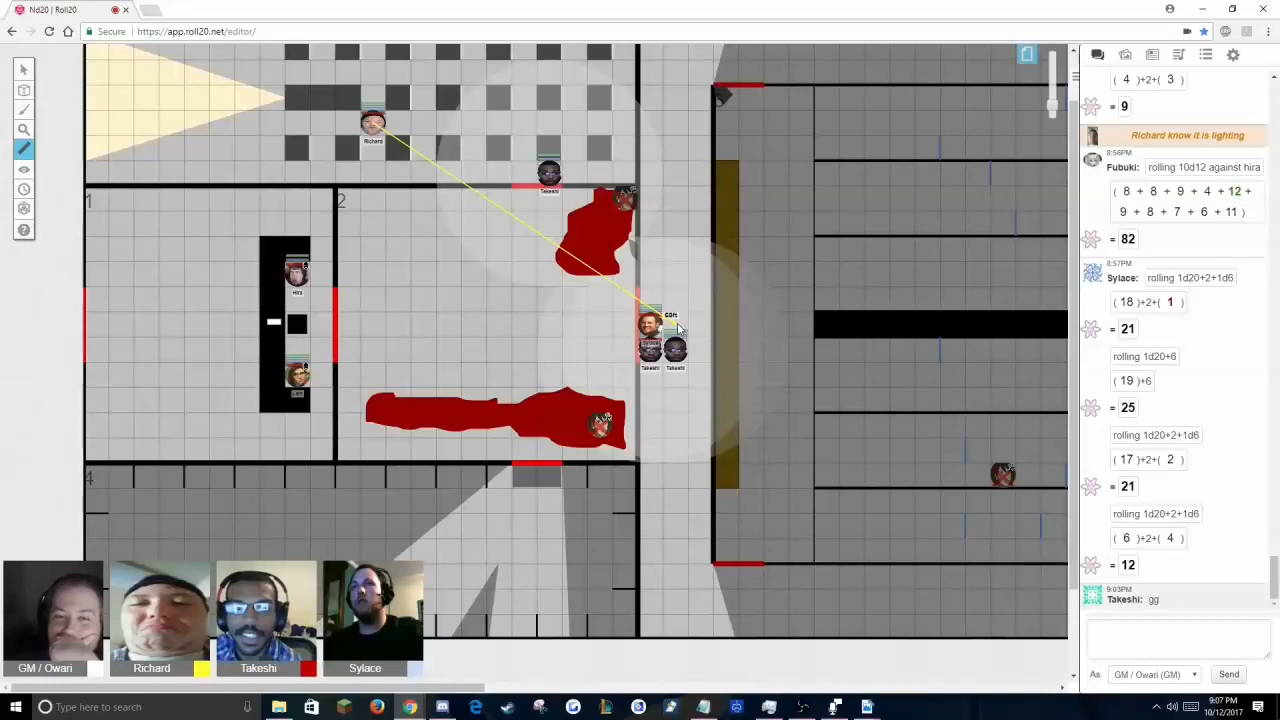 Nd20 | Roll20
Secure
https://app.roll20.net/editor/
( 4 )+2+( 3 )
= 9
Richard know it is lighting
8:56PM
Fubuki: rolling 10d12 against hira
( 8 + 8 + 9 + 4 + 12 +
9 + 8 + 7 + 6 + 11 )
= 82
8:57PM
Sylace: rolling 1d20+2+1d6
( 18 )+2+( 1 )
= 21
rolling 1d20+6
( 19 )+6
= 25
rolling 1d20+2+1d6
( 17 )+2+( 2 )
= 21
rolling 1d20+2+1d6
( 6 )+2+( 4 )
= 12
9:03PM
Takeshi: gg
As: GM / Owari (GM)
Send
Richard
Takeshi
1
2
Hira
60ft
Sylace
Takeshi
Takeshi
4
GM / Owari
Richard
Takeshi
Sylace
Type here to search
9:07 PM
10/12/2017